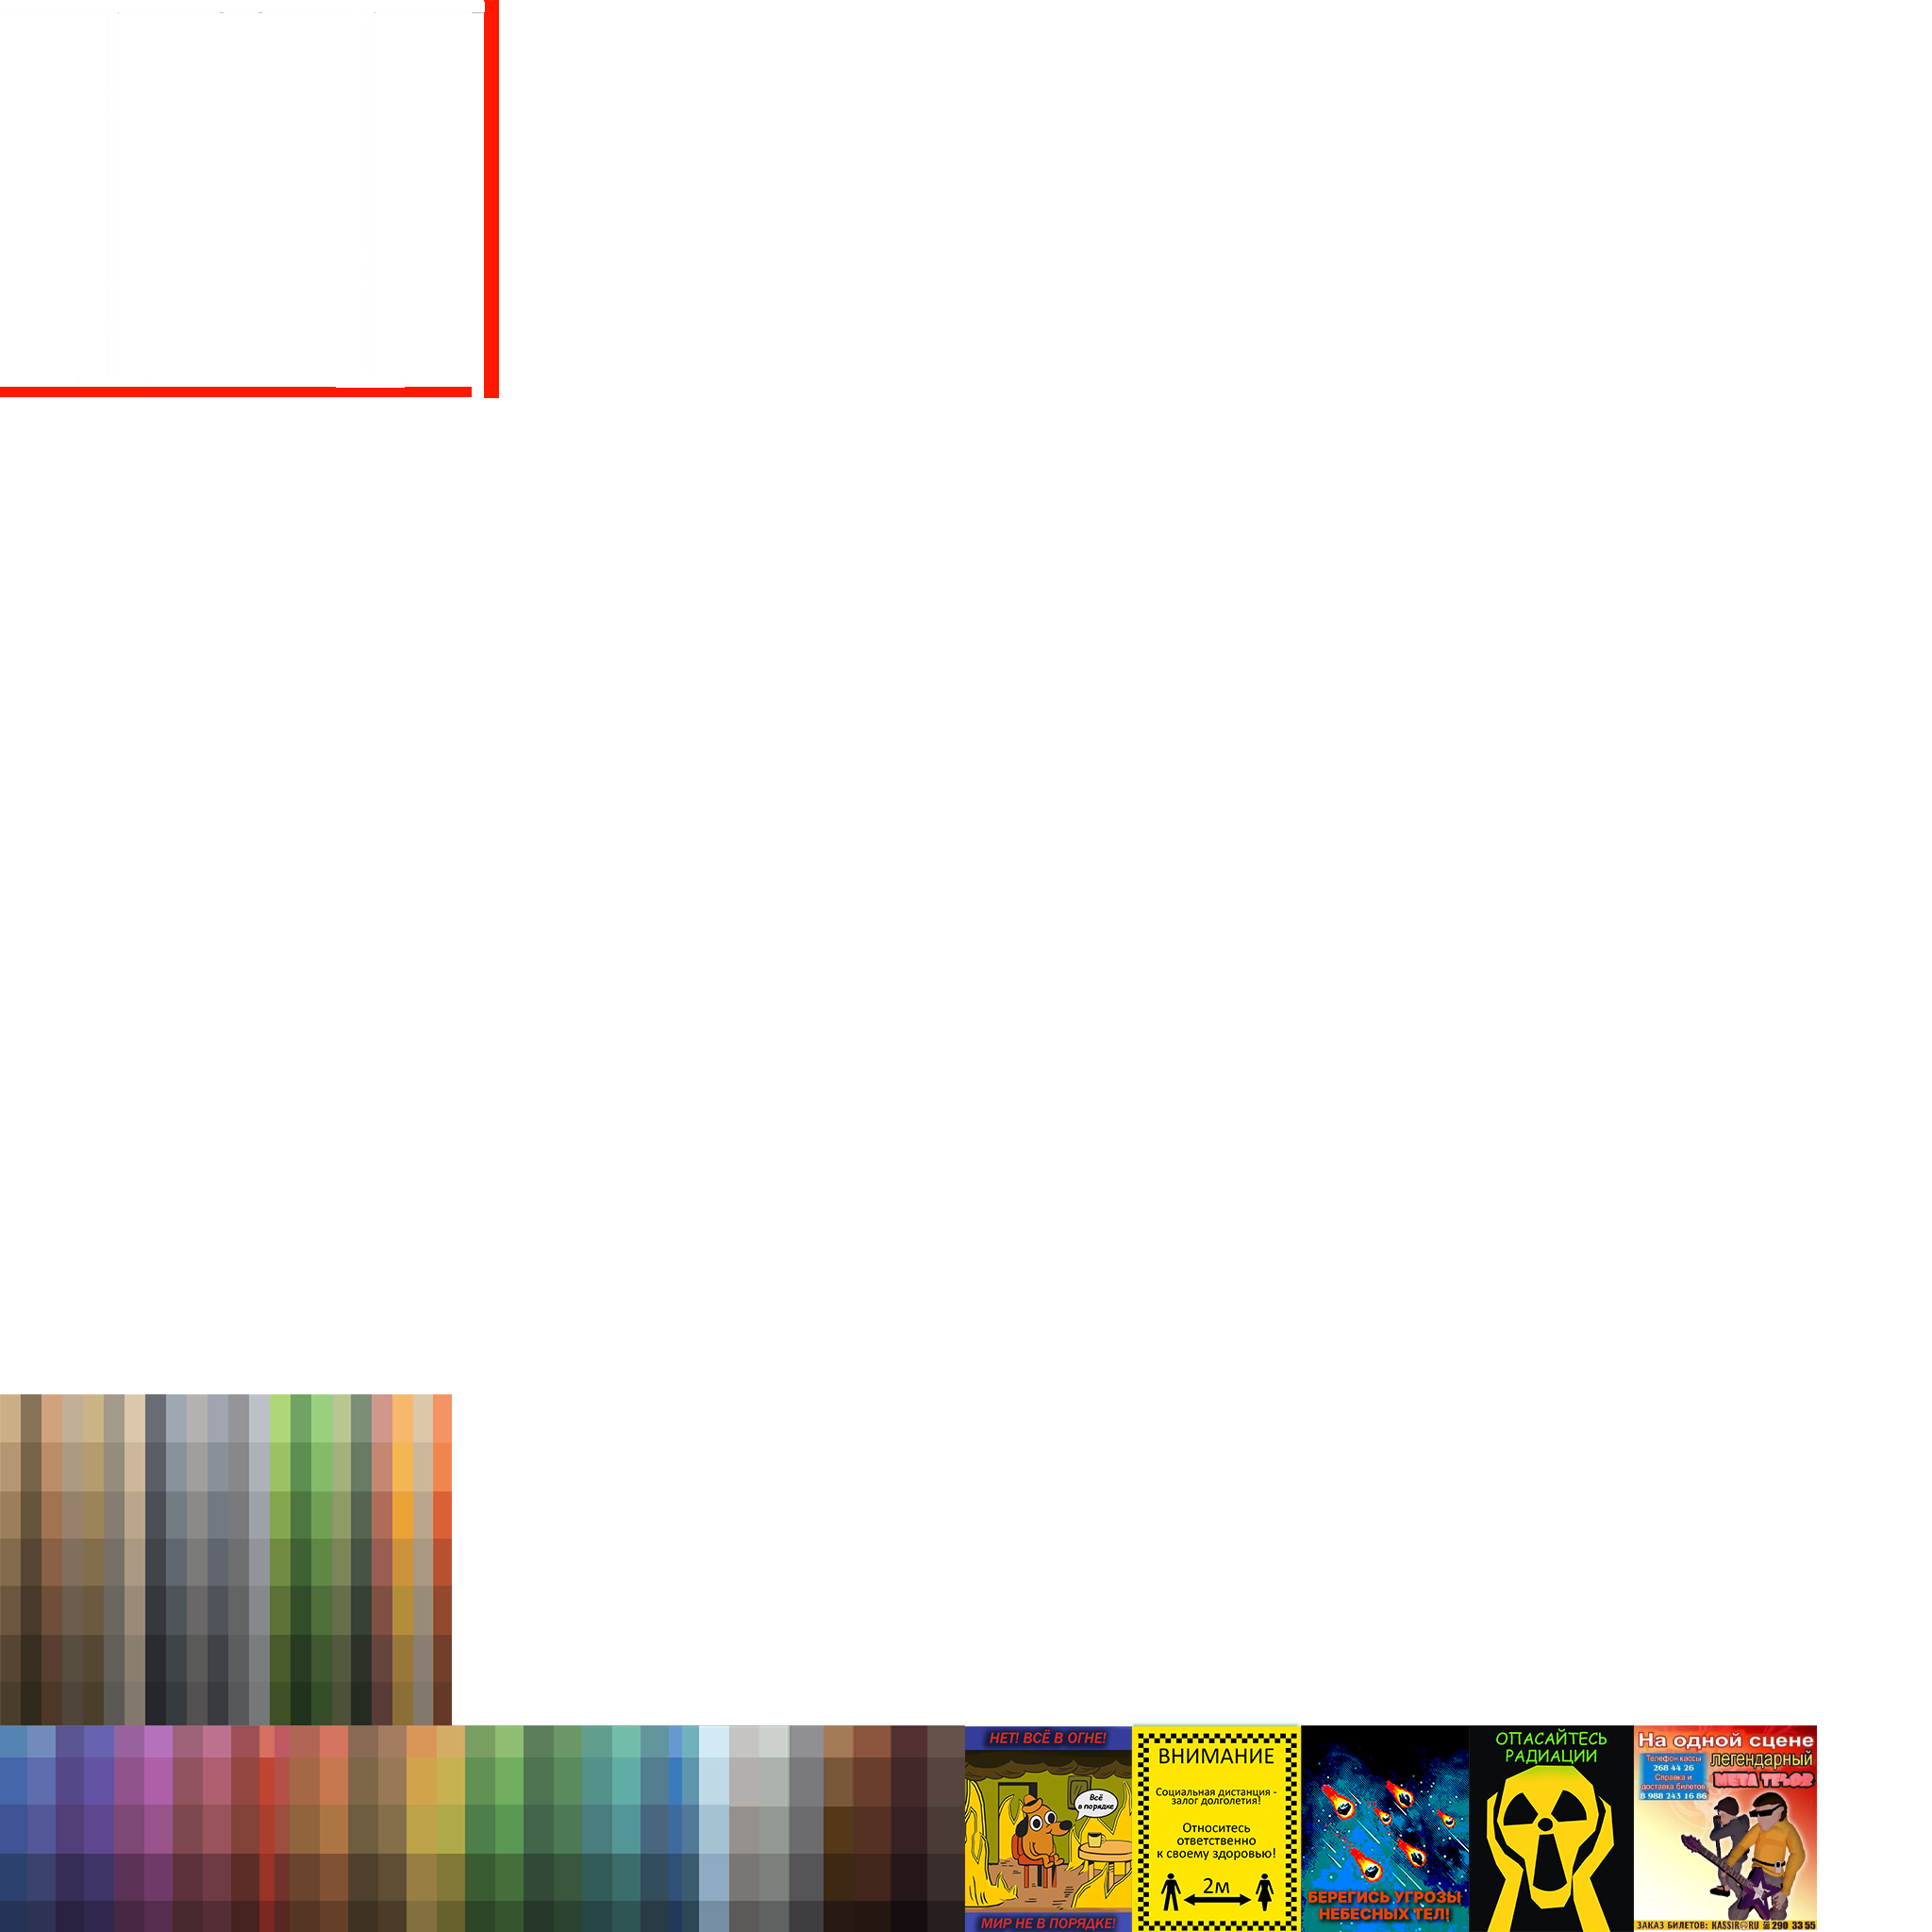 НЕТ! ВСЁ В ОГНЕ!
Всё
в порядке
МИР НЕ В ПОРЯДКЕ!
ВНИМАНИЕ
Социальная дистанция -
залог долголетия!
Относитесь
ответственно
к своему здоровью!
2м
БЕРЕГИСЬ УГРОЗЫ
НЕБЕСНЫХ ТЕЛ!
ОПАСАЙТЕСЬ
РАДИАЦИИ
На одной сцене
Телефон кассы
268 44 26
Справка и
доставка билетов
8 988 243 16 86
легендарный
ЗАКАЗ БИЛЕТОВ: KASSIR.RU 290 33 55